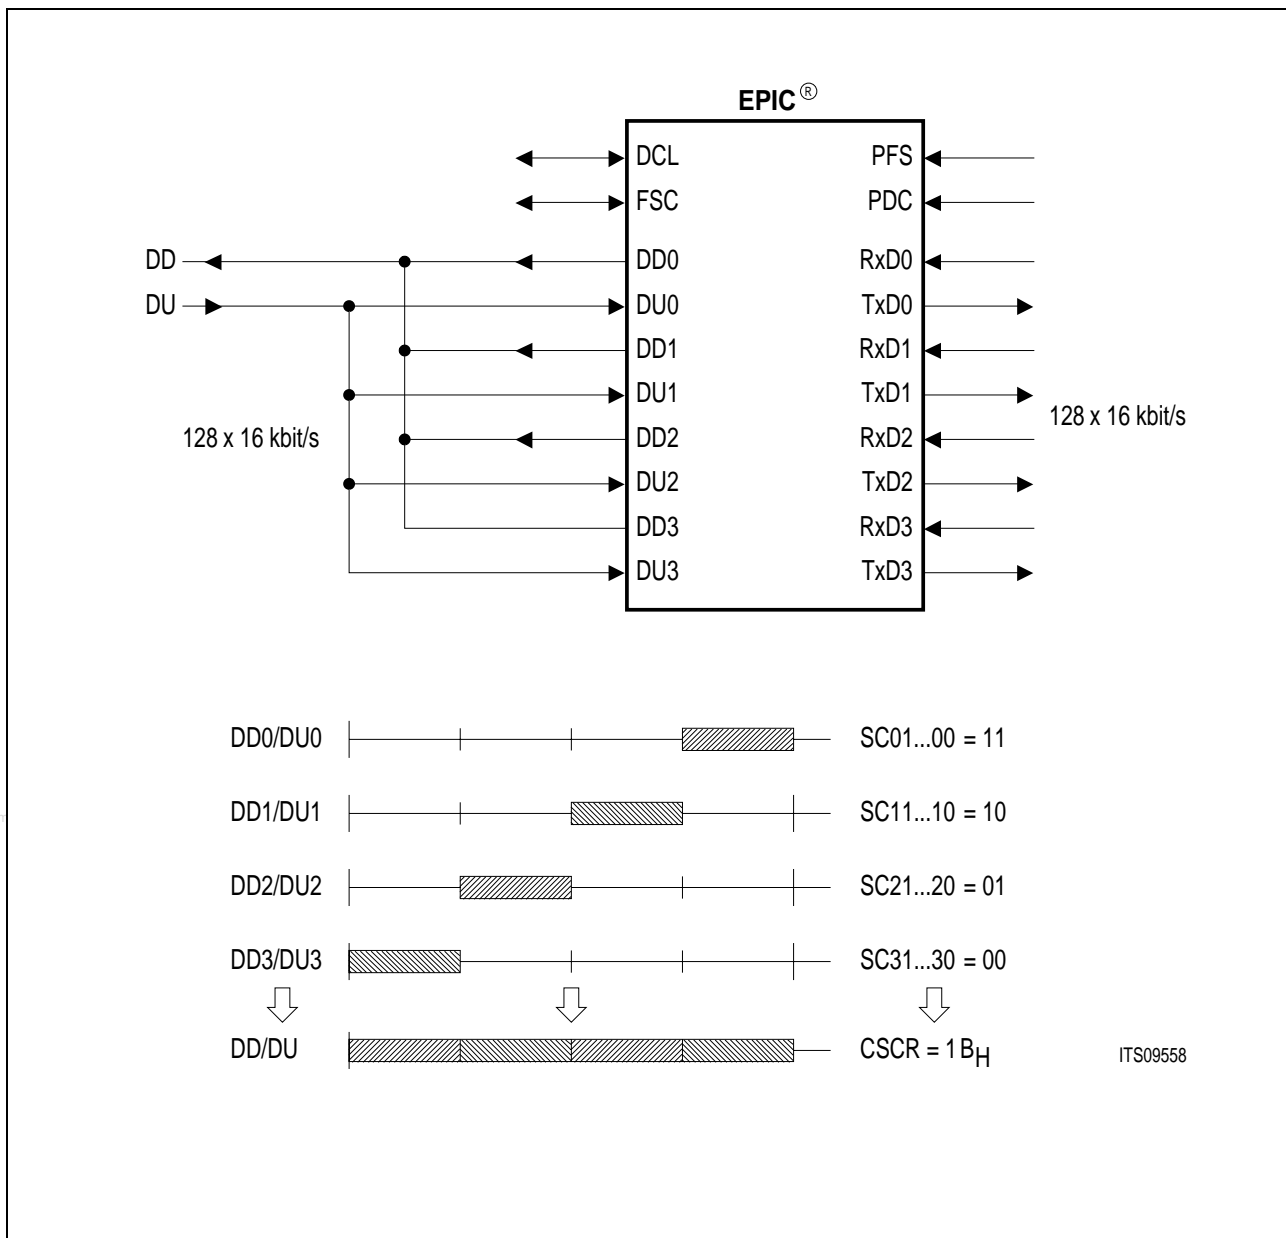 EPIC ®
DCL PFS
FSC PDC
DD DD0 RxD0
DU DU0 TxD0
DD1 RxD1
DU1 TxD1
128 x 16 kbit/s DD2 RxD2 128 x 16 kbit/s
DU2 TxD2
DD3 RxD3
DU3 TxD3
DD0/DU0 SC01...00 = 11
DD1/DU1 SC11...10 = 10
DD2/DU2 SC21...20 = 01
DD3/DU3 SC31...30 = 00
DD/DU CSCR = 1BH ITS09558